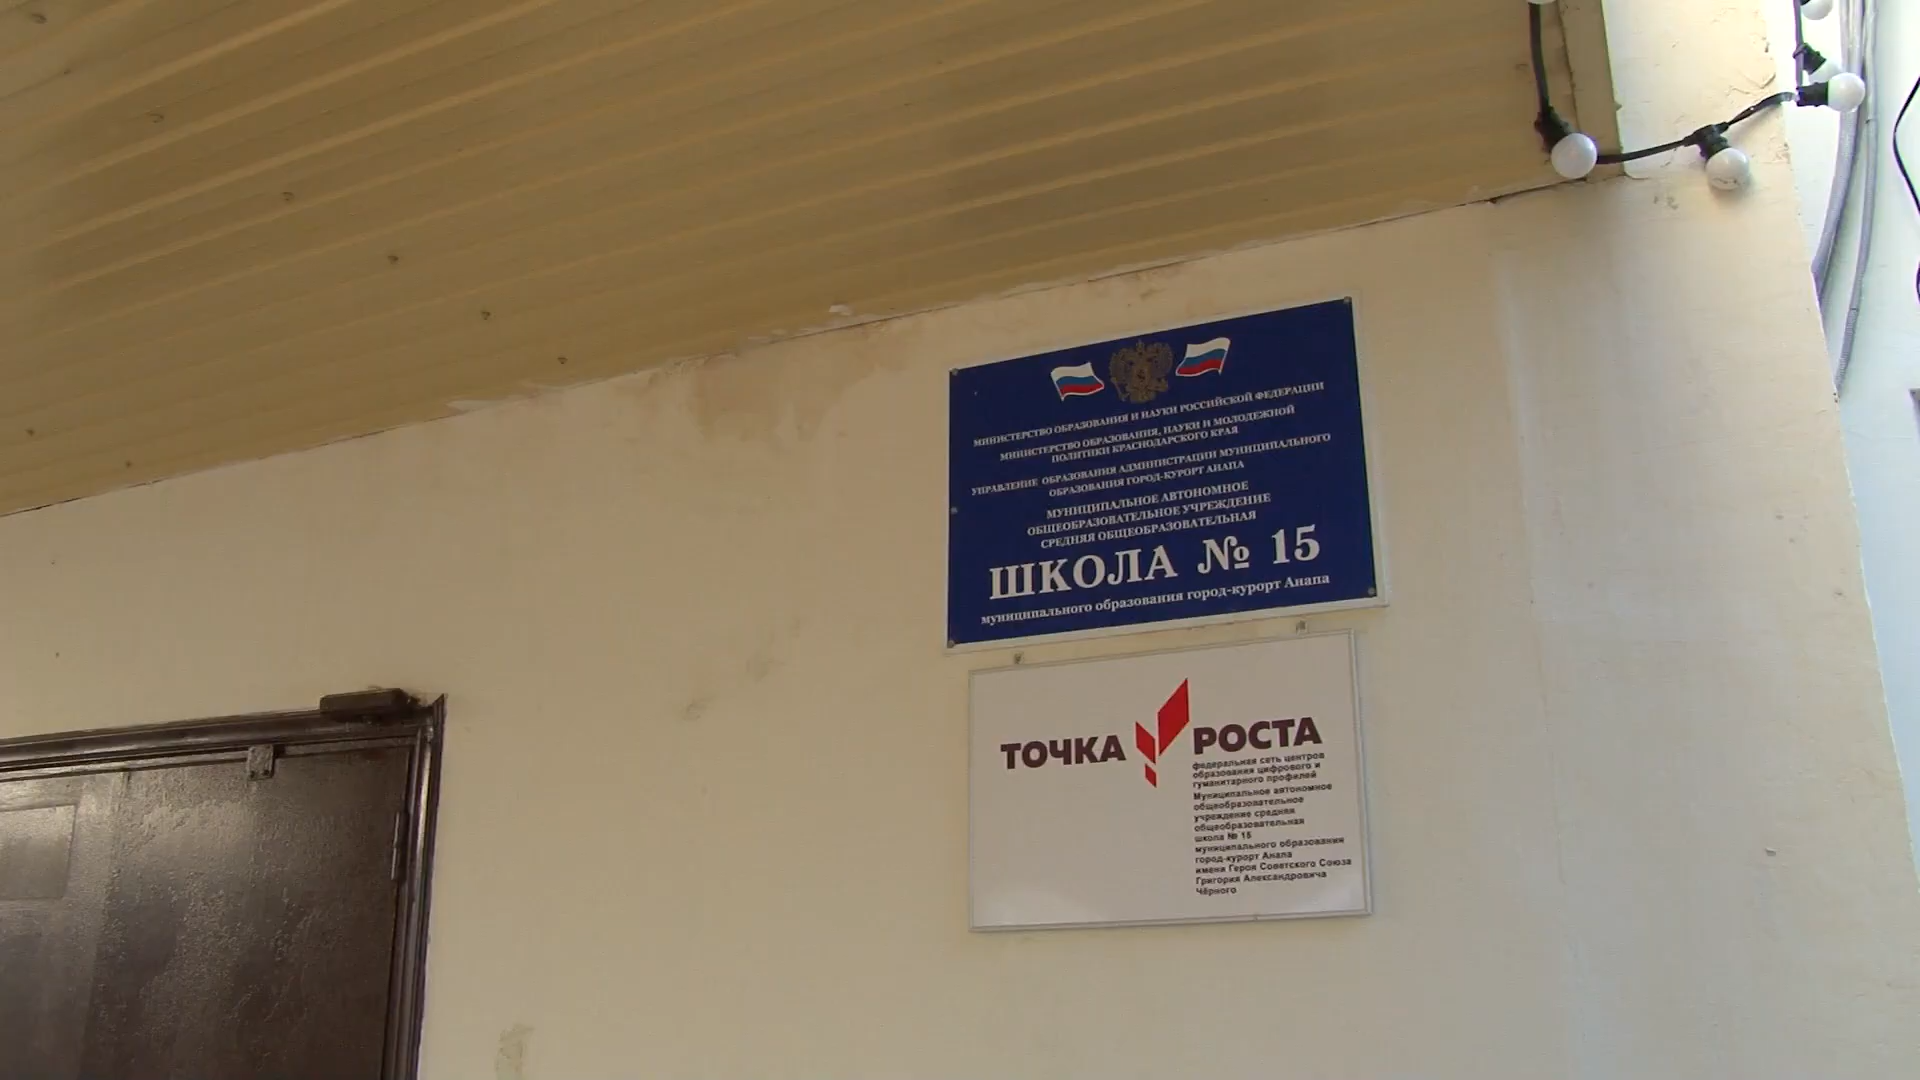 МИНИСТЕРСТВО ОБРАЗОВАНИЯ И НАУКИ РОССИЙСКОЙ ФЕДЕРАЦИИ
МИНИСТЕРСТВО ОБРАЗОВАНИЯ, НАУКИ И МОЛОДЕЖНОЙ
ПОЛИТИКИ КРАСНОДАРСКОГО КРАЯ
УПРАВЛЕНИЕ ОБРАЗОВАНИЯ АДМИНИСТРАЦИИ МУНИЦИПАЛЬНОГО
ОБРАЗОВАНИЯ ГОРОД-КУРОРТ АНАПА
МУНИЦИПАЛЬНОЕ АВТОНОМНОЕ
ОБЩЕОБРАЗОВАТЕЛЬНОЕ УЧРЕЖДЕНИЕ
СРЕДНЯЯ ОБЩЕОБРАЗОВАТЕЛЬНАЯ
ШКОЛА № 15
муниципального образования город-курорт Анапа
ТОЧКА РОСТА
федеральная сеть центров
образования цифрового и
гуманитарного профилей
Муниципальное автономное
общеобразовательное
учреждение средняя
общеобразовательная
школа № 15
муниципального образования
город-курорт Анапа
имени Героя Советского Союза
Григория Александровича
Чёрного